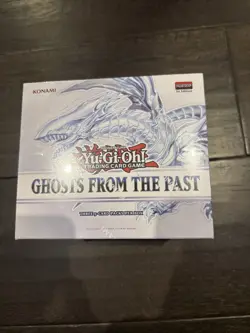 KONAMI
Yu-Gi-Oh!
TRADING CARD GAME
GHOSTS FROM THE PAST